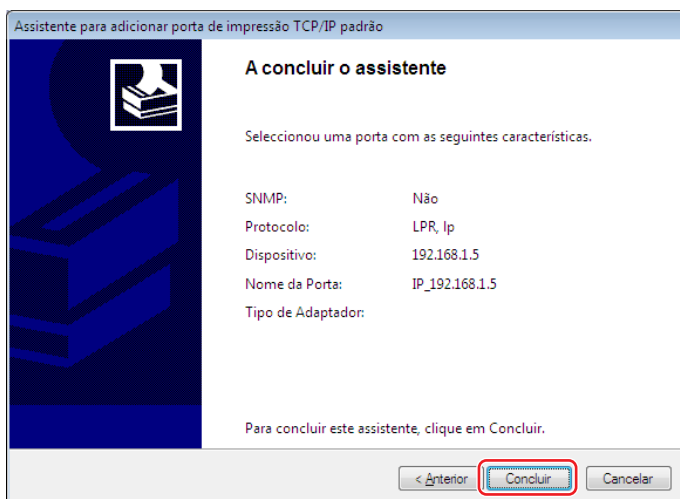 Assistente para adicionar porta de impressão TCP/IP padrão
A concluir o assistente
Seleccionou uma porta com as seguintes características.
SNMP: Não
Protocolo: LPR, lp
Dispositivo: 192.168.1.5
Nome da Porta: IP_192.168.1.5
Tipo de Adaptador:
Para concluir este assistente, clique em Concluir.
< Anterior Concluir Cancelar